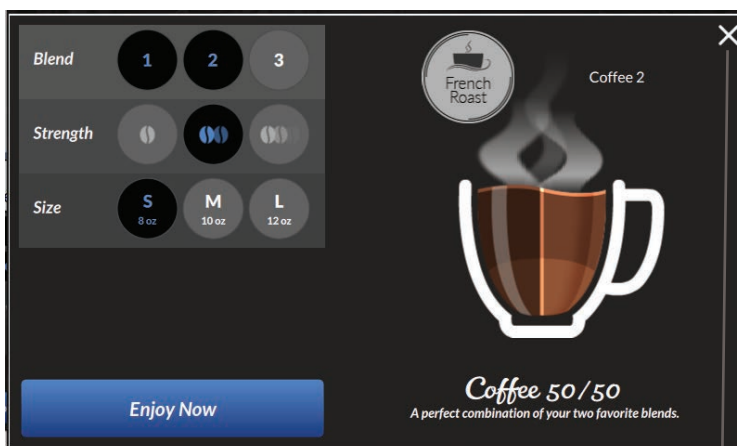 Blend 1 2 3
Strength
Size S M L
8 oz 10 oz 12 oz
Enjoy Now
French
Roast
Coffee 2
Coffee 50/50
A perfect combination of your two favorite blends.